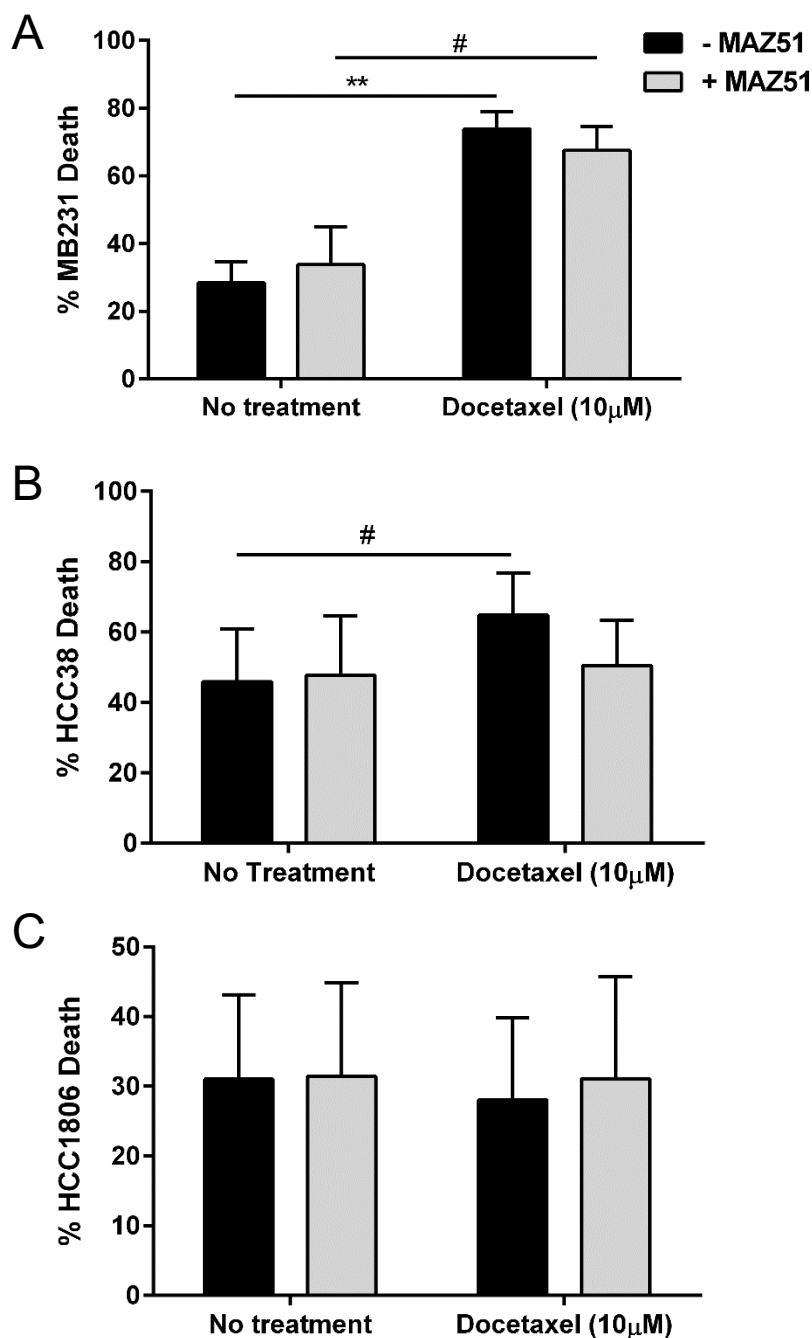 A
- MAZ51
+ MAZ51
#
**
% MB231 Death
100
80
60
40
20
0
No treatment
Docetaxel (10μM)
B
#
% HCC38 Death
100
80
60
40
20
0
No Treatment
Docetaxel (10μM)
C
% HCC1806 Death
50
40
30
20
10
0
No treatment
Docetaxel (10μM)